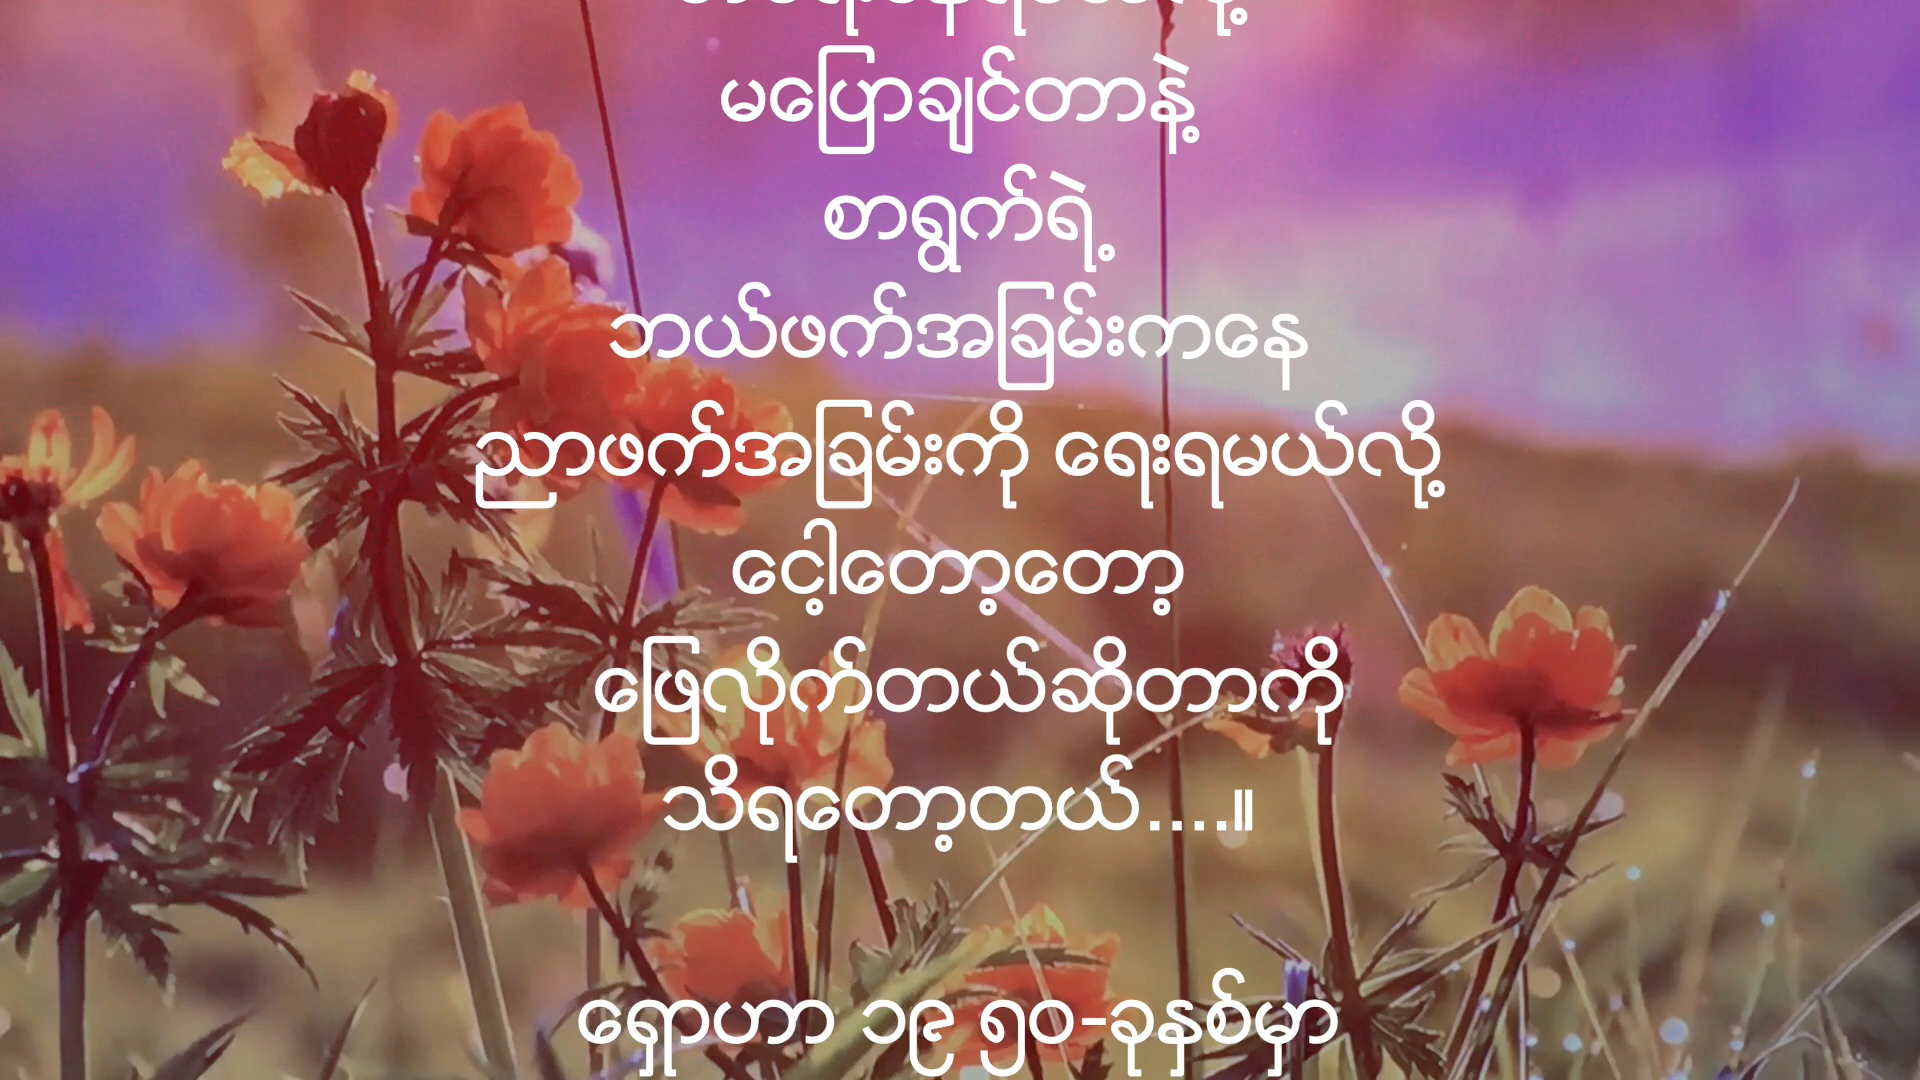 မပြောချင်တာနဲ့
စာရွက်ရဲ့
ဘယ်ဖက်အခြမ်းကနေ
ညာဖက်အခြမ်းကို ရေးရမယ်လို့
ငေါ့တော့တော့
ဖြေလိုက်တယ်ဆိုတာကို
သိရတော့တယ်....။
ရှောဟာ ၁၉ ၅၀-ခုနှစ်မှာ